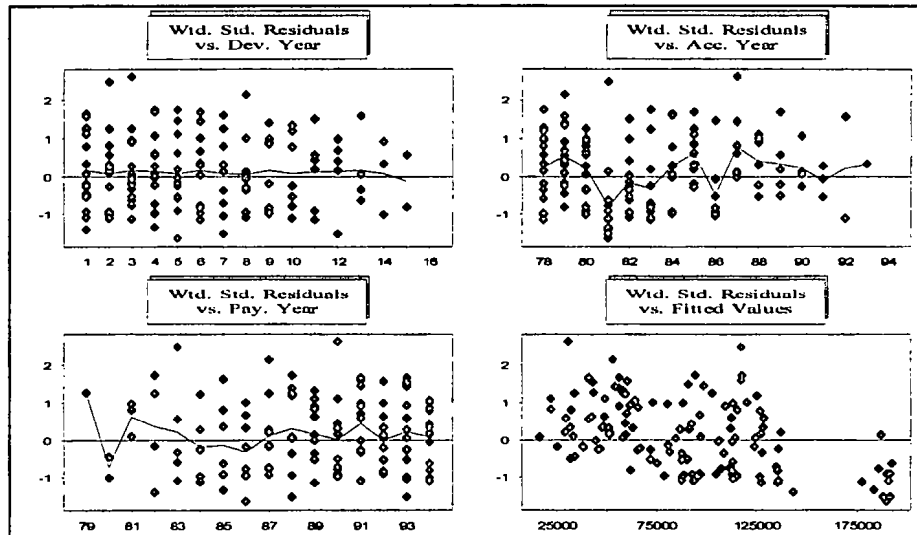 Wtd. Std. Residuals
vs. Dev. Year
2
1
0
-1
1 2 3 4 5 6 7 8 9 10 11 12 14 16
Wtd. Std. Residuals
vs. Acc. Year
2
1
0
-1
78 80 82 84 86 88 90 92 94
Wtd. Std. Residuals
vs. Pay. Year
2
1
0
-1
79 81 83 85 87 89 91 93
Wtd. Std. Residuals
vs. Fitted Values
2
1
0
-1
25000 75000 125000 175000